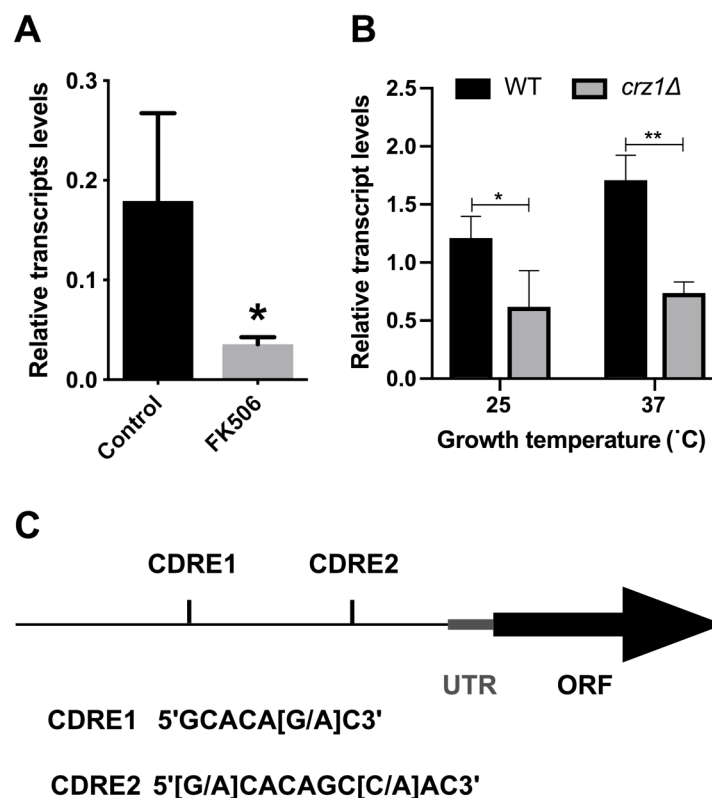 A
Relative transcripts levels
0.3
0.2
0.1
0.0
*
Control
FK506
B
WT
crz1Δ
Relative transcript levels
2.5
2.0
1.5
1.0
0.5
0.0
*
**
25
37
Growth temperature (˙C)
C
CDRE1
CDRE2
UTR
ORF
CDRE1 5'GCACA[G/A]C3'
CDRE2 5'[G/A]CACAGC[C/A]AC3'